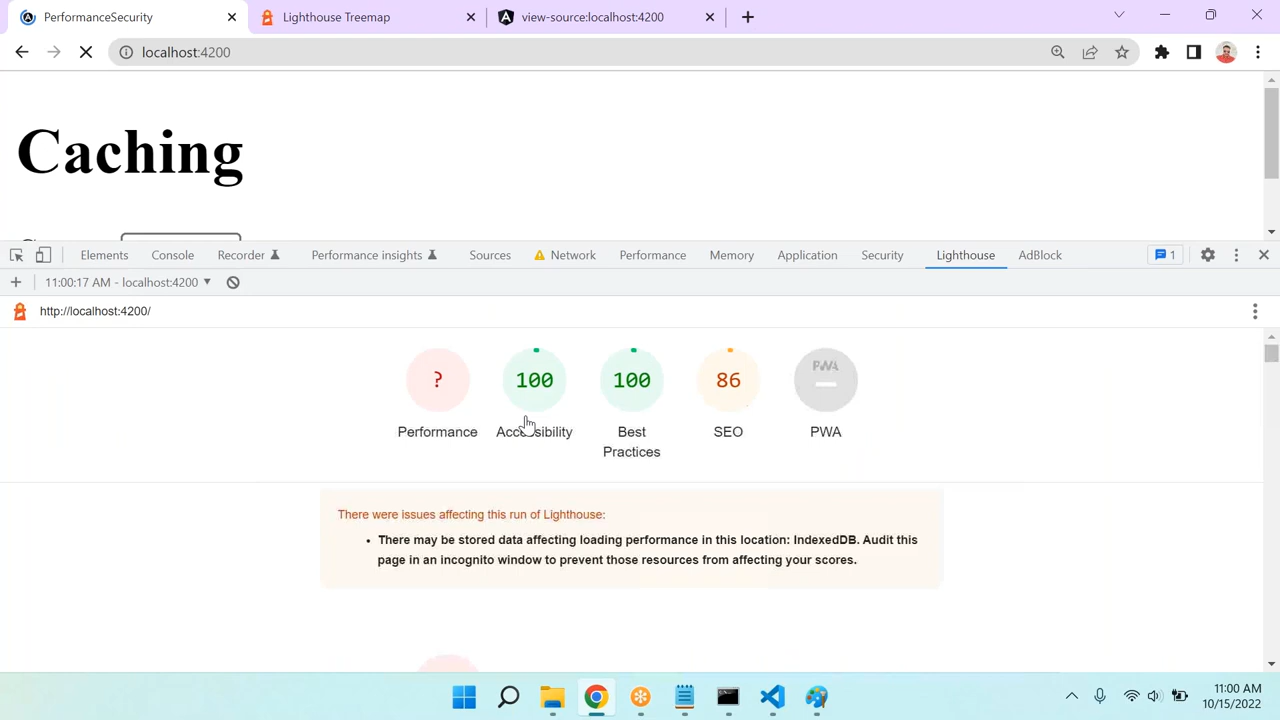 PerformanceSecurity
Lighthouse Treemap
view-source:localhost:4200
localhost:4200
Caching
Elements
Console
Recorder
Performance insights
Sources
Network
Performance
Memory
Application
Security
Lighthouse
AdBlock
1
11:00:17 AM - localhost:4200
http://localhost:4200/
?
100
100
86
PWA
Performance
Accessibility
Best
Practices
SEO
PWA
There were issues affecting this run of Lighthouse:
There may be stored data affecting loading performance in this location: IndexedDB. Audit this
page in an incognito window to prevent those resources from affecting your scores.
11:00 AM
10/15/2022